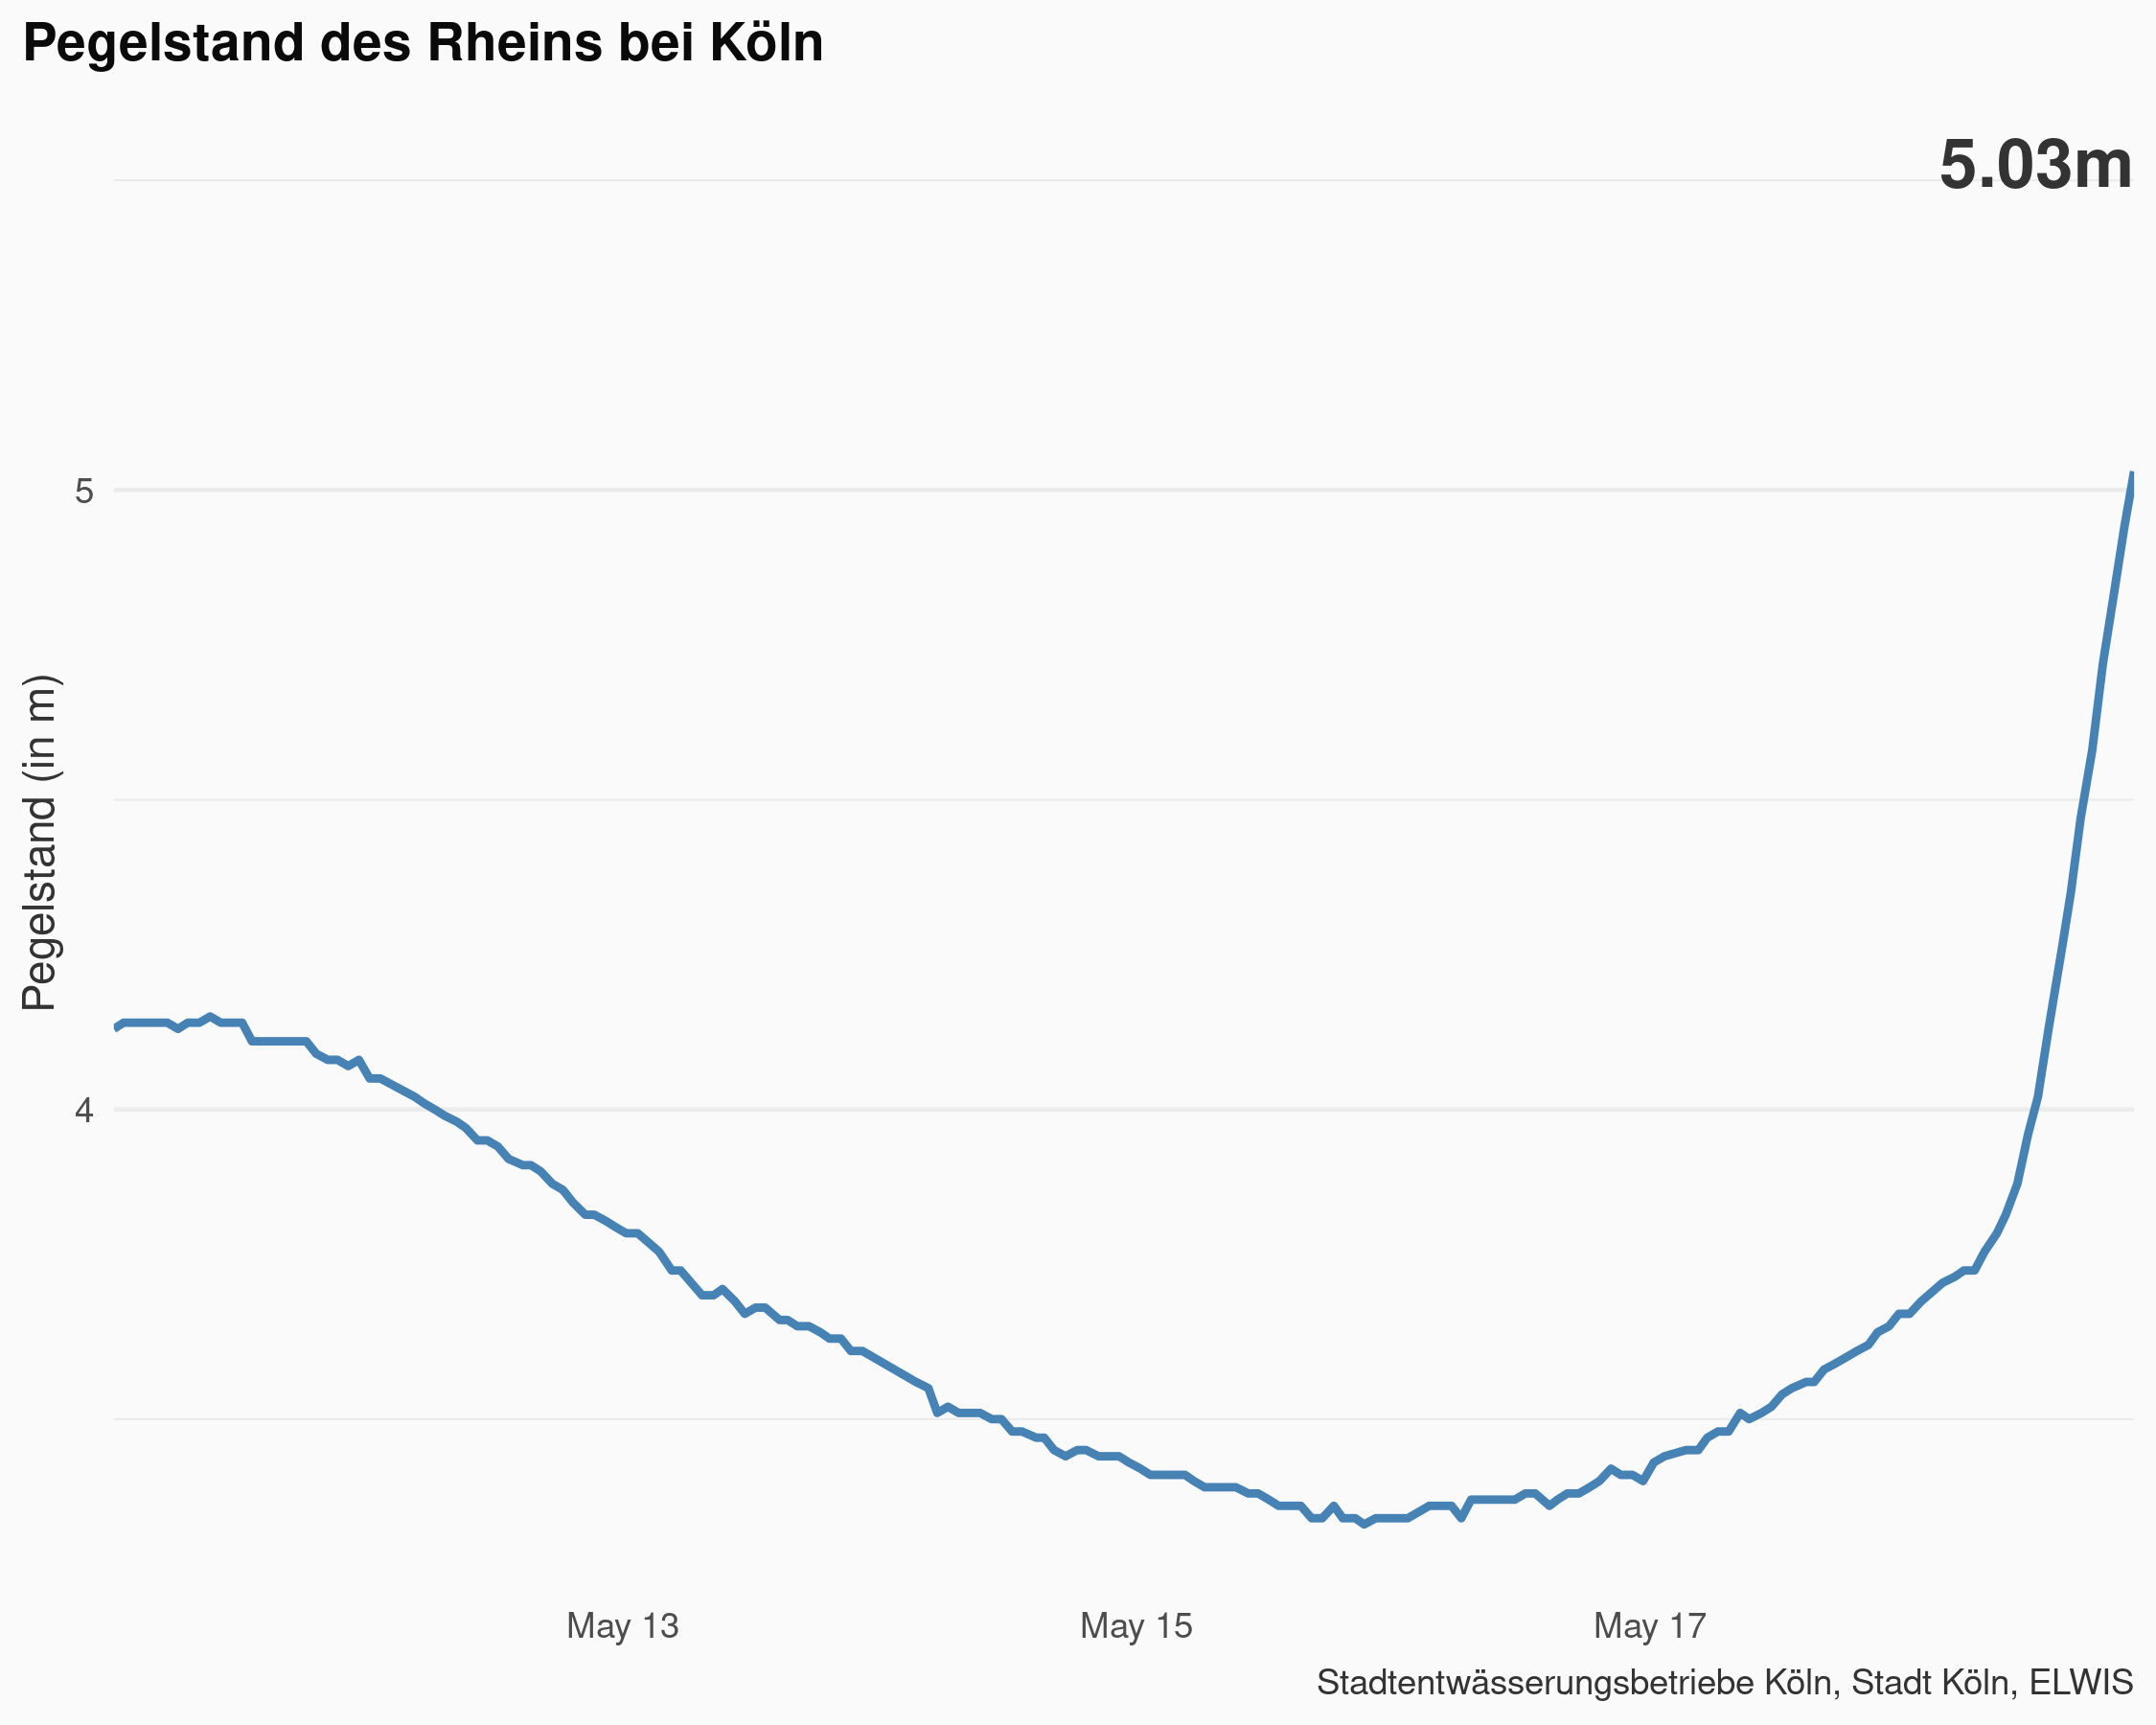 Pegelstand des Rheins bei Köln
5.03m
Pegelstand (in m)
5
4
May 13
May 15
May 17
Stadtentwässerungsbetriebe Köln, Stadt Köln, ELWIS